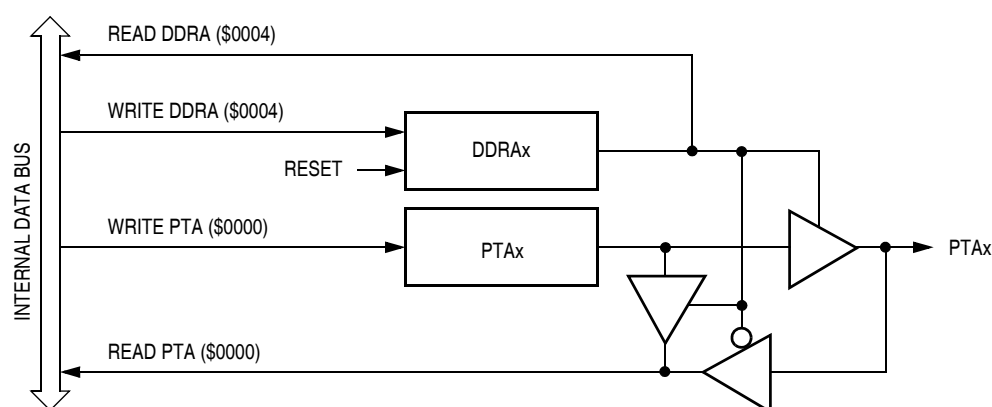 READ DDRA ($0004)
WRITE DDRA ($0004)
DDRAx
RESET
INTERNAL DATA BUS
WRITE PTA ($0000)
PTAx
PTAx
READ PTA ($0000)